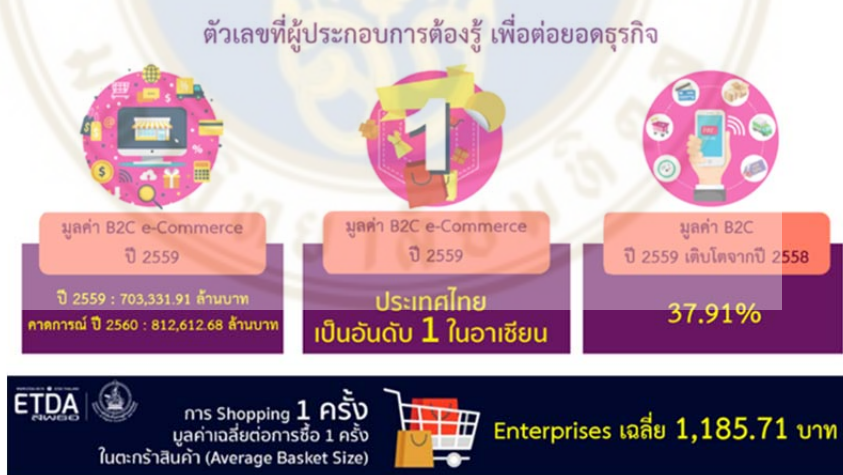 ตัวเลขที่ผู้ประกอบการต้องรู้ เพื่อต่อยอดธุรกิจ
1
มูลค่า B2C e-Commerce
ปี 2559
ปี 2559 : 703,331.91 ล้านบาท
คาดการณ์ ปี 2560 : 812,612.68 ล้านบาท
มูลค่า B2C e-Commerce
ปี 2559
ประเทศไทย
เป็นอันดับ 1 ในอาเซียน
มูลค่า B2C
ปี 2559 เติบโตจากปี 2558
37.91%
ETDA
การ Shopping 1 ครั้ง
มูลค่าเฉลี่ยต่อการซื้อ 1 ครั้ง
ในตะกร้าสินค้า (Average Basket Size)
Enterprises เฉลี่ย 1,185.71 บาท